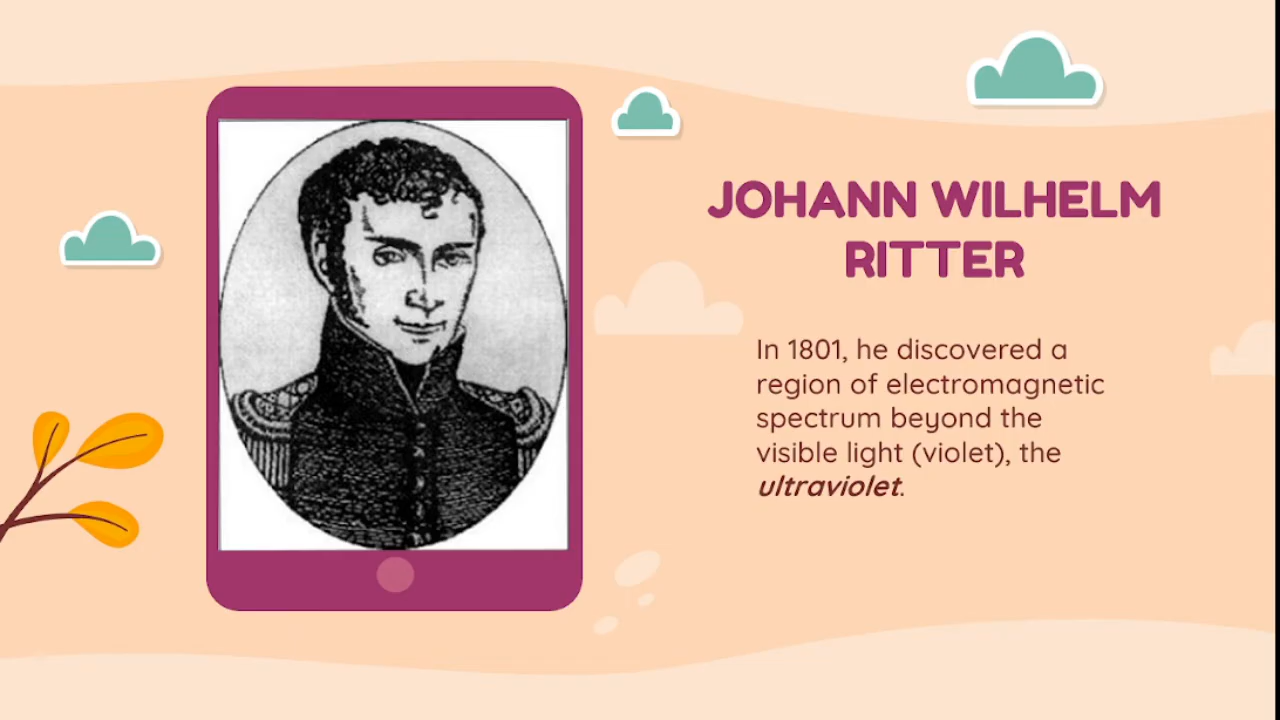 JOHANN WILHELM
RITTER
In 1801, he discovered a
region of electromagnetic
spectrum beyond the
visible light (violet), the
ultraviolet.